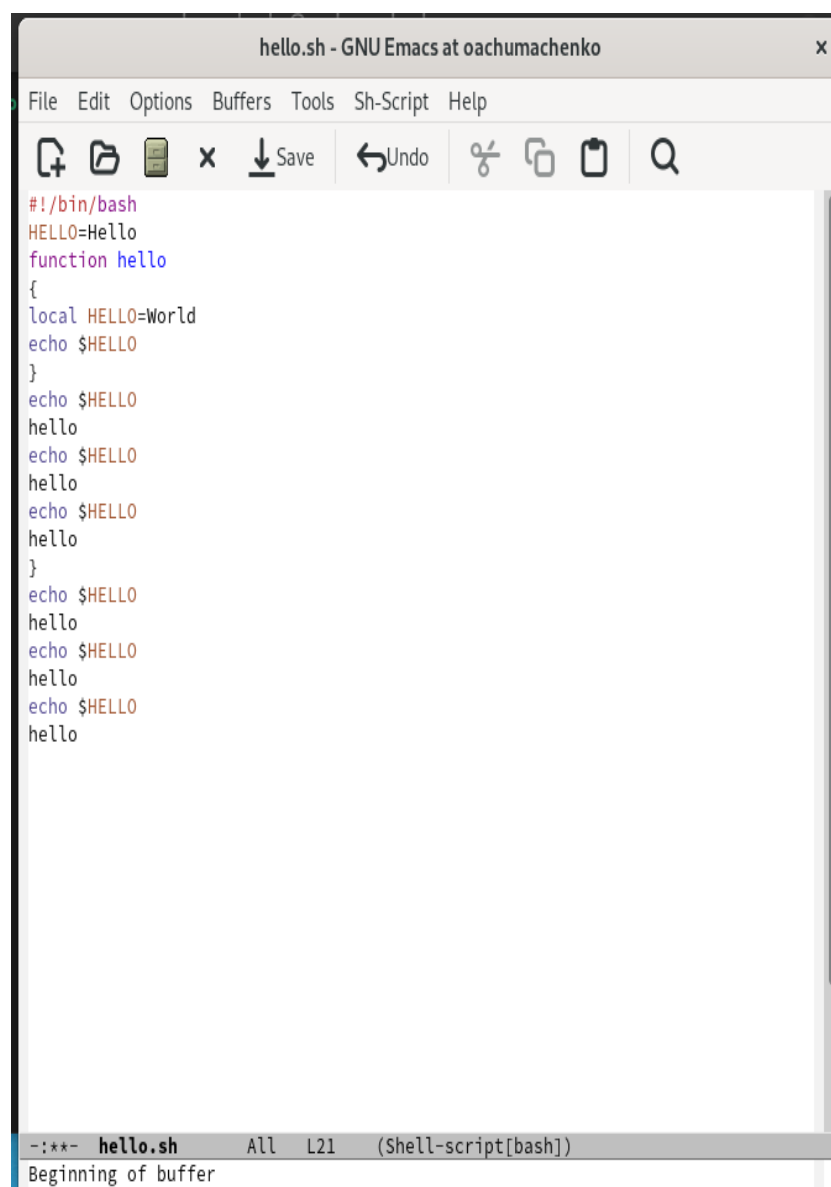 hello.sh - GNU Emacs at oachumachenko
File Edit Options Buffers Tools Sh-Script Help
Save Undo
#!/bin/bash
HELLO=Hello
function hello
{
local HELLO=World
echo $HELLO
}
echo $HELLO
hello
echo $HELLO
hello
echo $HELLO
hello
}
echo $HELLO
hello
echo $HELLO
hello
echo $HELLO
hello
-:**- hello.sh All L21 (Shell-script[bash])
Beginning of buffer